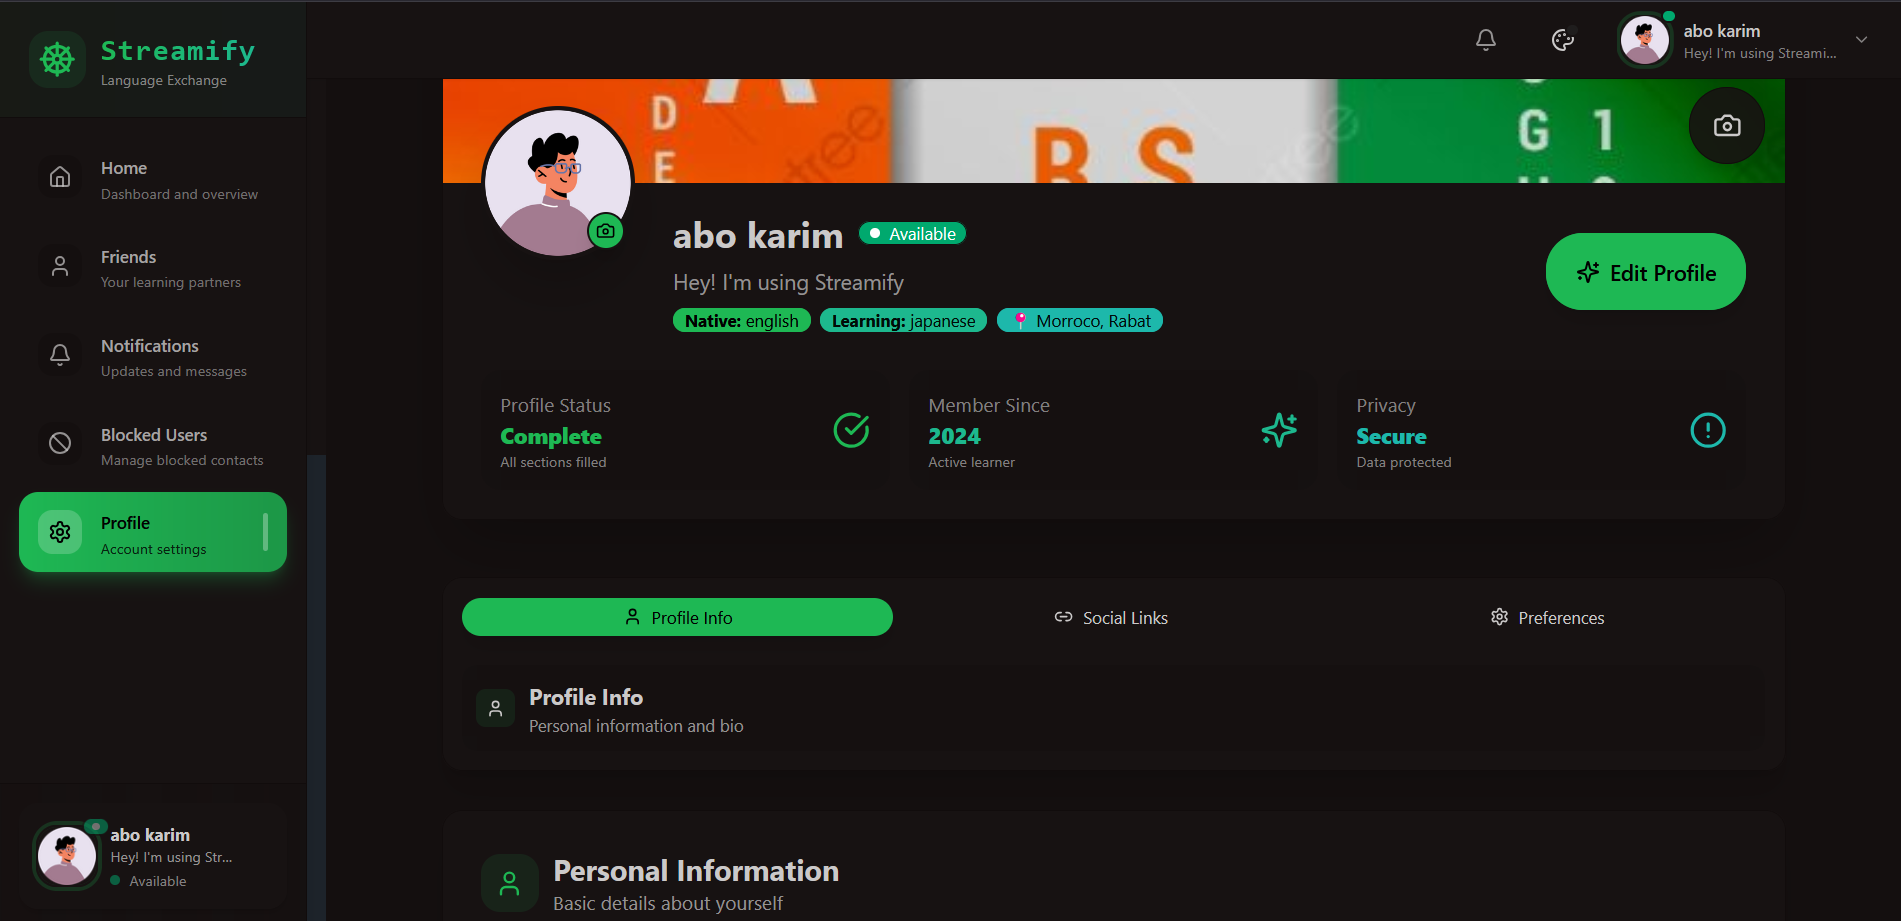 Streamify
Language Exchange
abo karim
Hey! I'm using Streami...
Home
Dashboard and overview
Friends
Your learning partners
Notifications
Updates and messages
Blocked Users
Manage blocked contacts
Profile
Account settings
abo karim
Hey! I'm using Str...
Available
D
E
R S
G 1
tree
abo karim
Available
Hey! I'm using Streamify
Native: english
Learning: japanese
Morroco, Rabat
Edit Profile
Profile Status
Complete
All sections filled
Member Since
2024
Active learner
Privacy
Secure
Data protected
Profile Info
Social Links
Preferences
Profile Info
Personal information and bio
Personal Information
Basic details about yourself